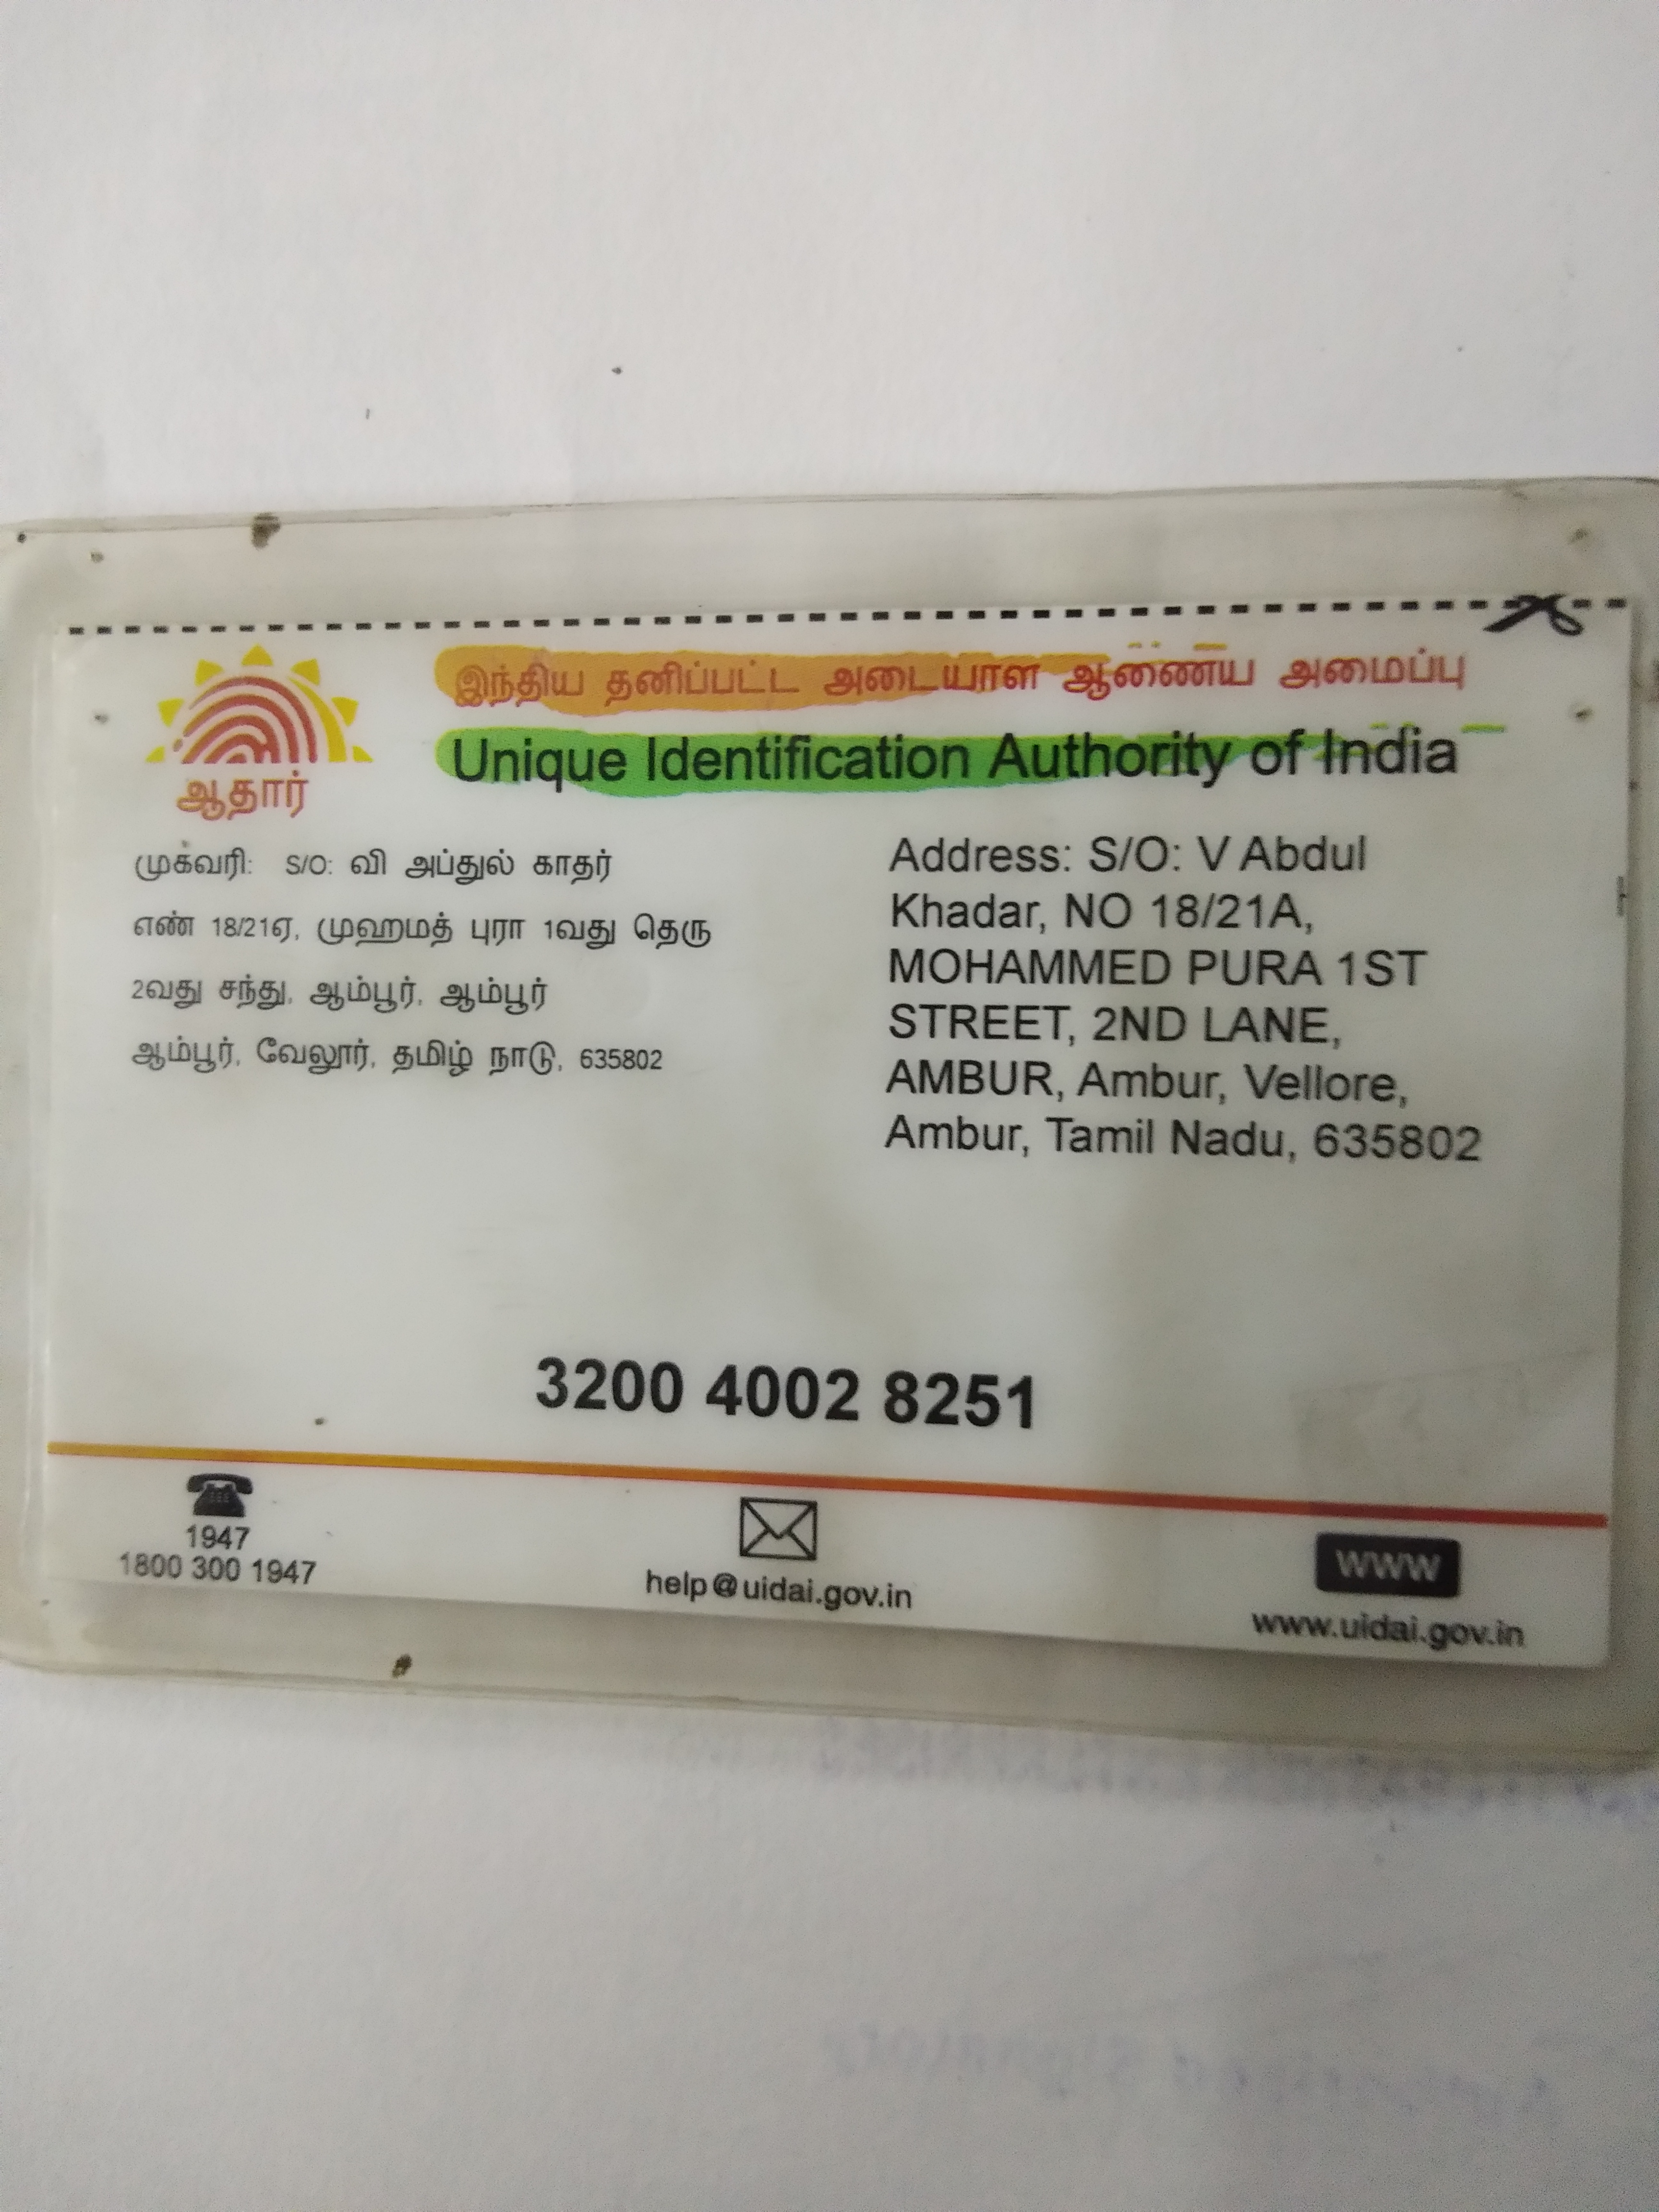 இந்திய தனிப்பட்ட அடையாள ஆணைய அமைப்பு
Unique Identification Authority of India
ஆதார்
முகவரி: S/O: வி அப்துல் காதர்
எண் 18/21ஏ, முஹமத் புரா 1வது தெரு
2வது சந்து, ஆம்பூர், ஆம்பூர்
ஆம்பூர், வேலூர், தமிழ் நாடு, 635802
Address: S/O: V Abdul
Khadar, NO 18/21A,
MOHAMMED PURA 1ST
STREET, 2ND LANE,
AMBUR, Ambur, Vellore,
Ambur, Tamil Nadu, 635802
3200 4002 8251
1947
1800 300 1947
help@uidai.gov.in
www
www.uidai.gov.in